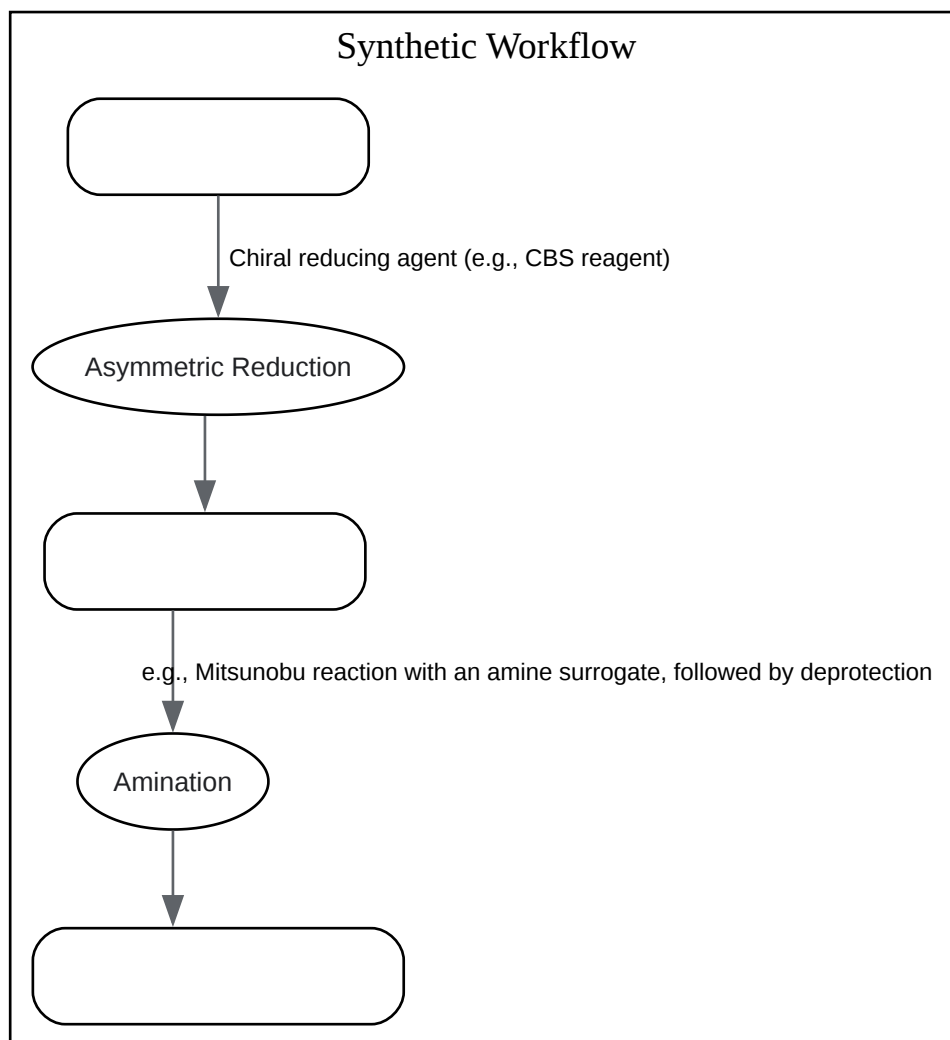 Synthetic Workflow
Chiral reducing agent (e.g., CBS reagent)
Asymmetric Reduction
e.g., Mitsunobu reaction with an amine surrogate, followed by deprotection
Amination